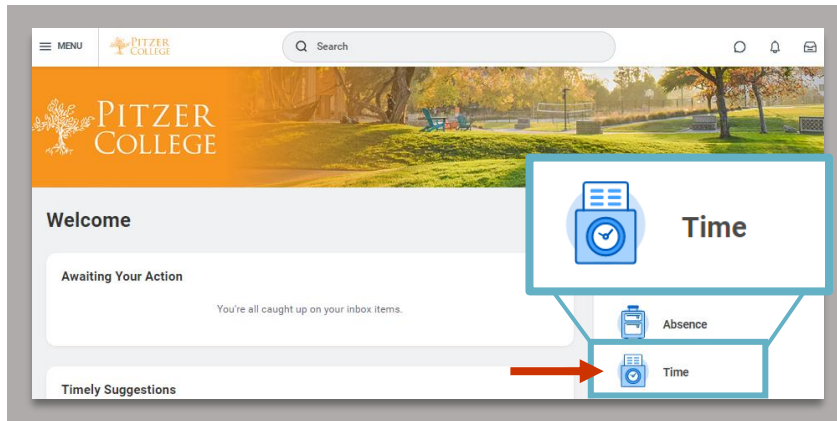 MENU
PITZER
COLLEGE
Search
PITZER
COLLEGE
Time
Welcome
Awaiting Your Action
You're all caught up on your inbox items.
Absence
Time
Timely Suggestions